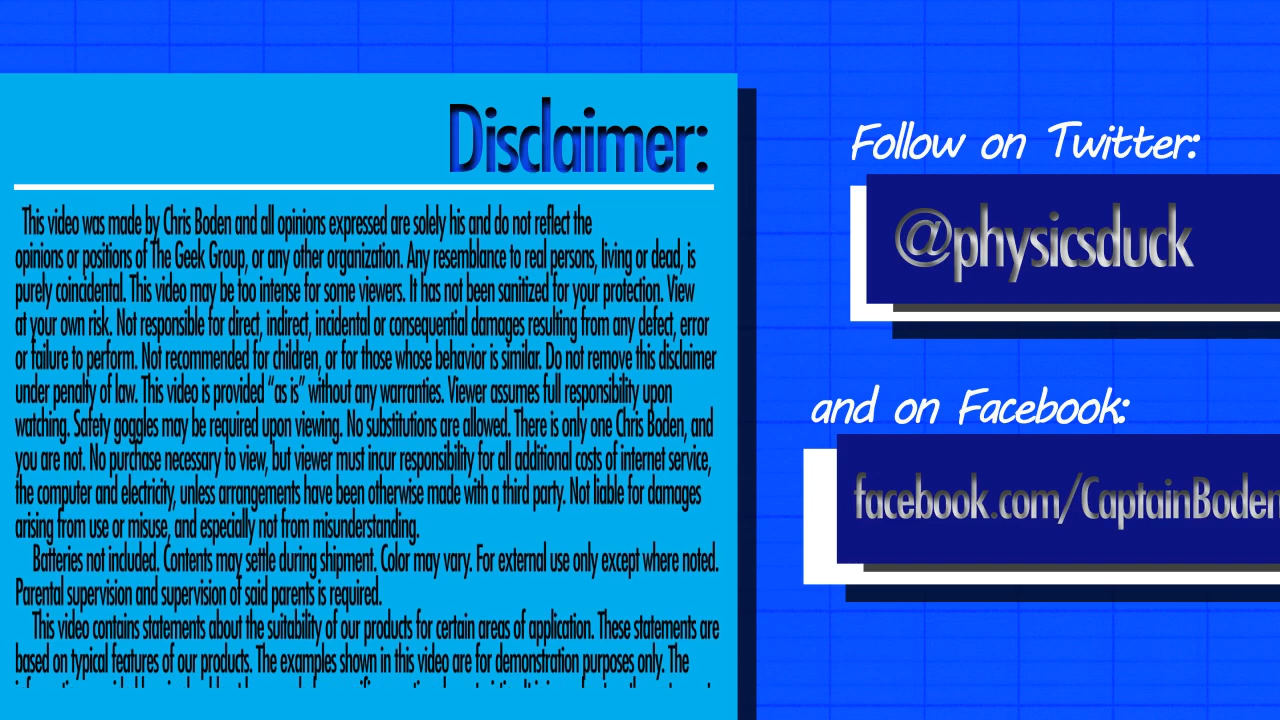 Disclaimer:
This video was made by Chris Boden and all opinions expressed are solely his and do not reflect the
opinions or positions of The Geek Group, or any other organization. Any resemblance to real persons, living or dead, is
purely coincidental. This video may be too intense for some viewers. It has not been sanitized for your protection. View
at your own risk. Not responsible for direct, indirect, incidental or consequential damages resulting from any defect, error
or failure to perform. Not recommended for children, or for those whose behavior is similar. Do not remove this disclaimer
under penalty of law. This video is provided “as is” without any warranties. Viewer assumes full responsibility upon
watching. Safety goggles may be required upon viewing. No substitutions are allowed. There is only one Chris Boden, and
you are not. No purchase necessary to view, but viewer must incur responsibility for all additional costs of internet service,
the computer and electricity, unless arrangements have been otherwise made with a third party. Not liable for damages
arising from use or misuse, and especially not from misunderstanding.
Batteries not included. Contents may settle during shipment. Color may vary. For external use only except where noted.
Parental supervision and supervision of said parents is required.
This video contains statements about the suitability of our products for certain areas of application. These statements are
based on typical features of our products. The examples shown in this video are for demonstration purposes only. The
Follow on Twitter:
@physicsduck
and on Facebook:
facebook.com/CaptainBoden